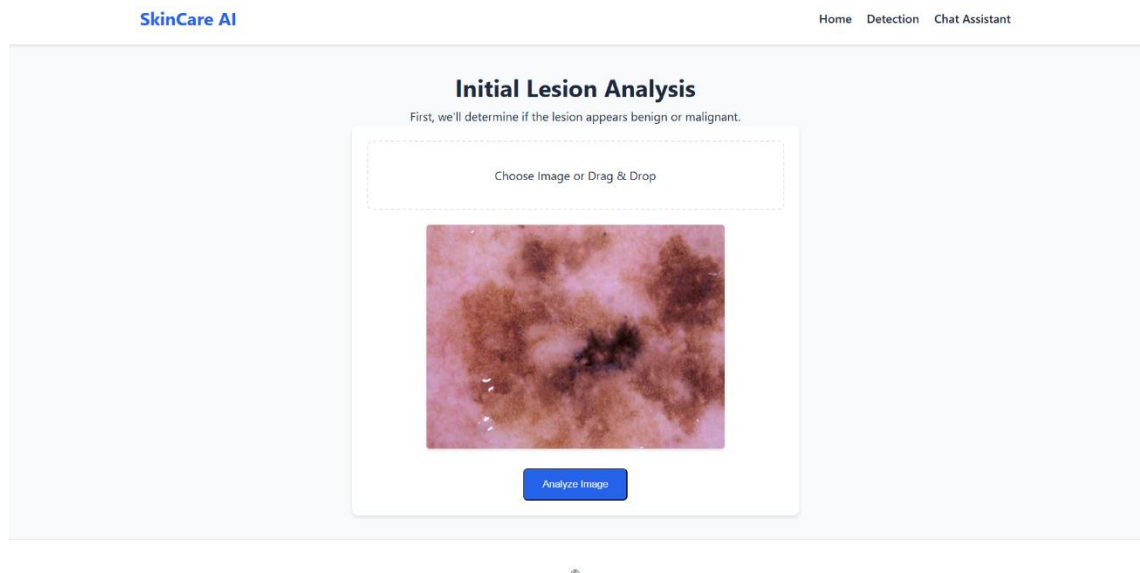 SkinCare AI
Home Detection Chat Assistant
Initial Lesion Analysis
First, we'll determine if the lesion appears benign or malignant.
Choose Image or Drag & Drop
Analyze Image